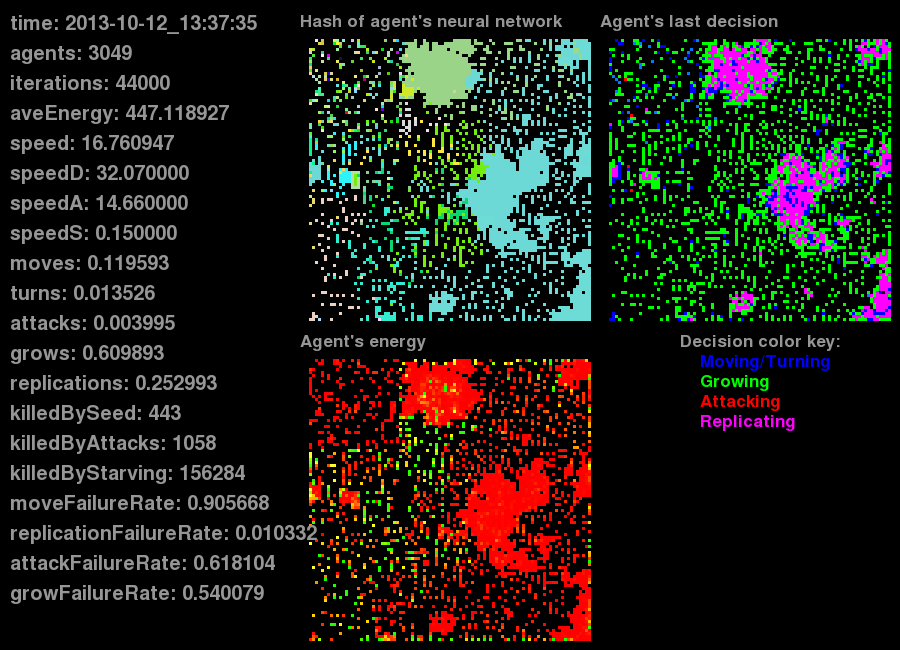 time: 2013-10-12_13:37:35
agents: 3049
iterations: 44000
aveEnergy: 447.118927
speed: 16.760947
speedD: 32.070000
speedA: 14.660000
speedS: 0.150000
moves: 0.119593
turns: 0.013526
attacks: 0.003995
grows: 0.609893
replications: 0.252993
killedBySeed: 443
killedByAttacks: 1058
killedByStarving: 156284
moveFailureRate: 0.905668
replicationFailureRate: 0.010332
attackFailureRate: 0.618104
growFailureRate: 0.540079
Hash of agent's neural network
Agent's last decision
Agent's energy
Decision color key:
Moving/Turning
Growing
Attacking
Replicating